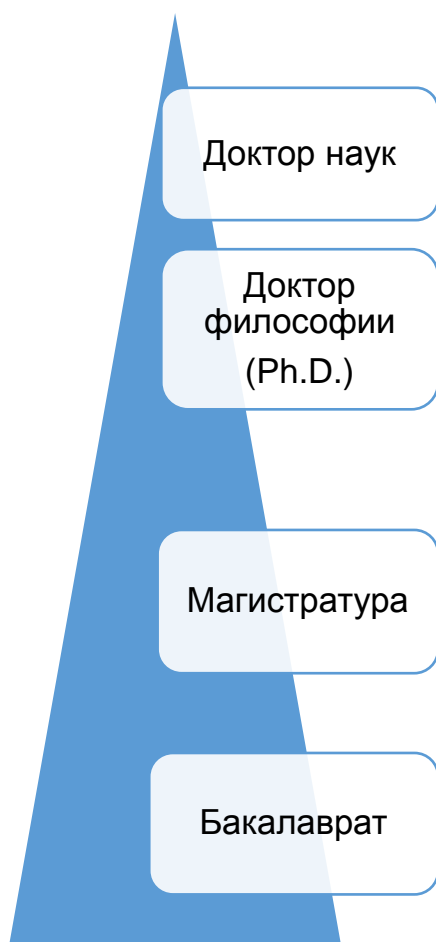 Доктор наук
Доктор
философии
(Ph.D.)
Магистратура
Бакалаврат